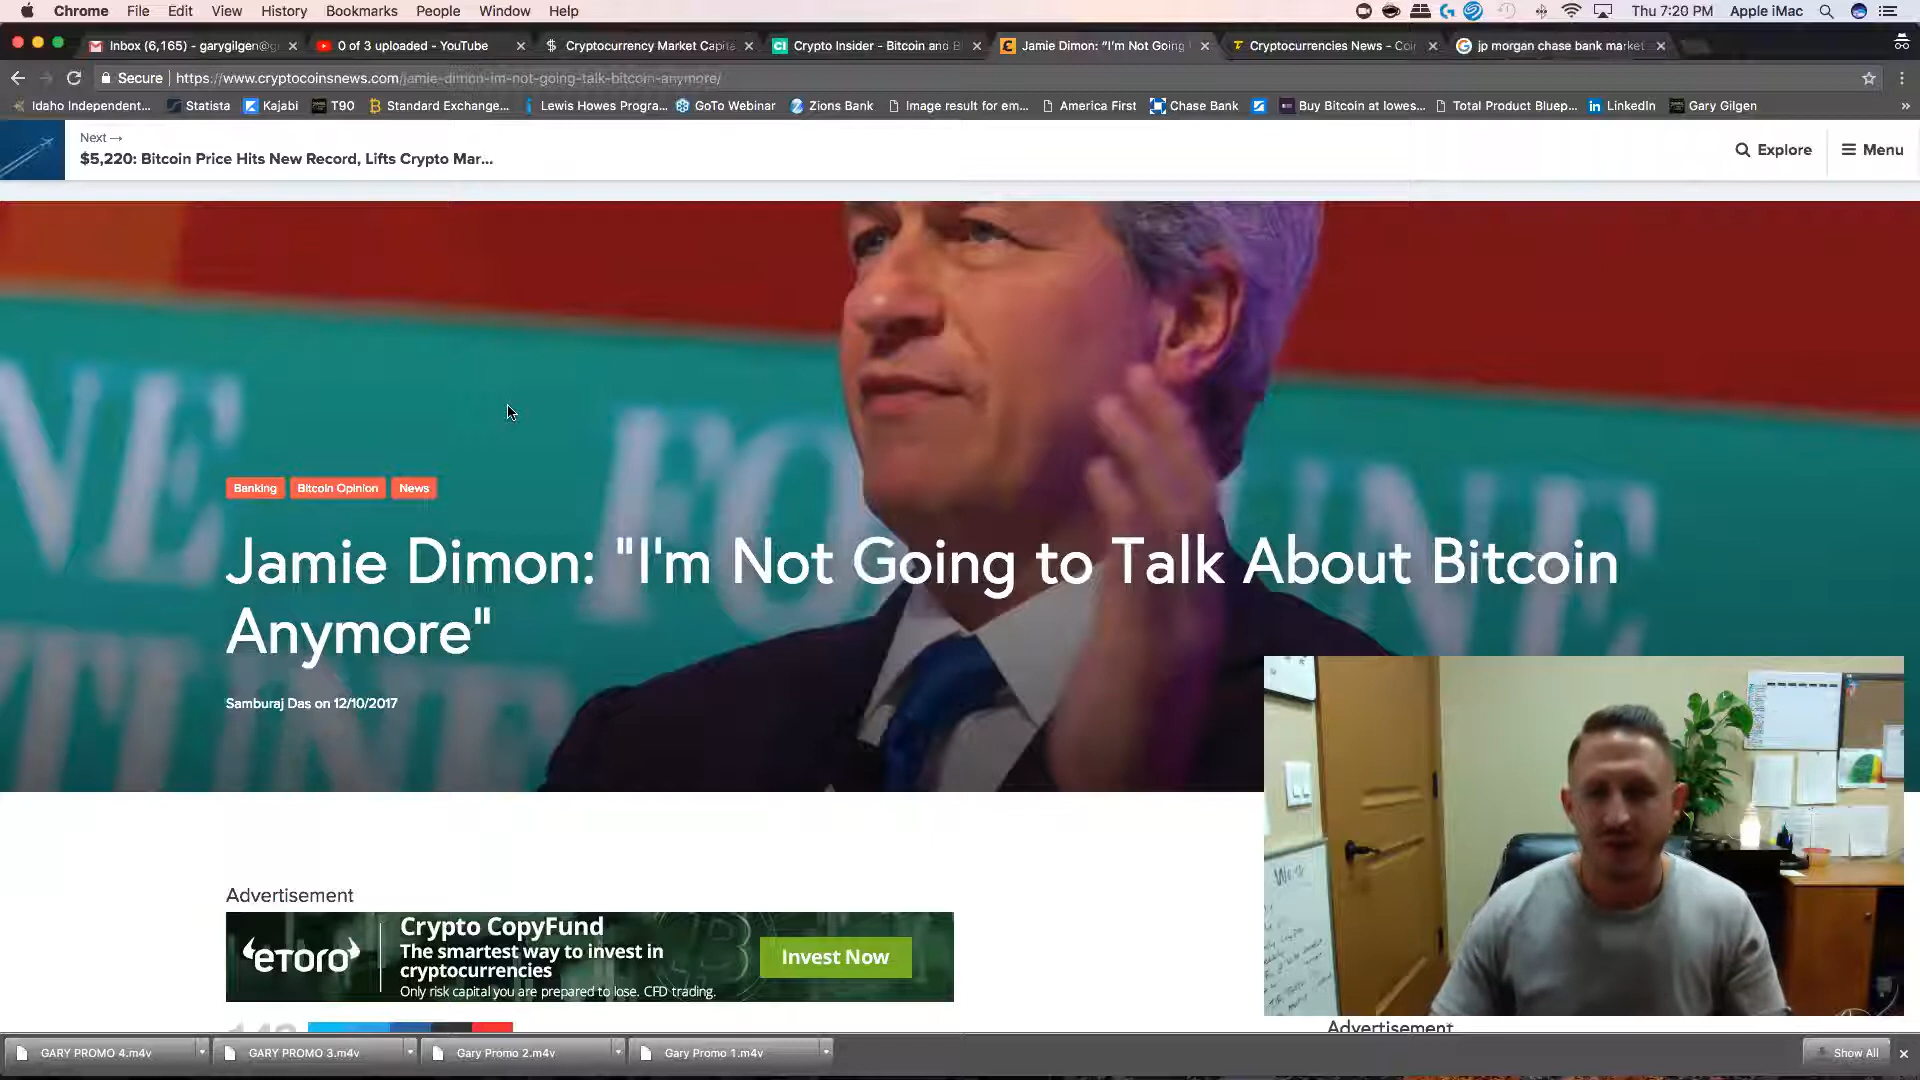 Chrome File Edit View History Bookmarks People Window Help Thu 7:20 PM Apple iMac
Inbox (6,165) - garygilgen@g 0 of 3 uploaded - YouTube Cryptocurrency Market Capita Crypto Insider - Bitcoin and B Jamie Dimon: "I'm Not Going Cryptocurrencies News - Coi jp morgan chase bank market
Secure https://www.cryptocoinsnews.com/jamie-dimon-im-not-going-talk-bitcoin-anymore/
Idaho Independent... Statista Kajabi T90 Standard Exchange... Lewis Howes Progra... GoTo Webinar Zions Bank Image result for em... America First Chase Bank Buy Bitcoin at lowes... Total Product Bluep... LinkedIn Gary Gilgen
Next →
$5,220: Bitcoin Price Hits New Record, Lifts Crypto Mar...
Explore Menu
Banking Bitcoin Opinion News
Jamie Dimon: "I'm Not Going to Talk About Bitcoin
Anymore"
Samburaj Das on 12/10/2017
Advertisement
eToro
Crypto CopyFund
The smartest way to invest in
cryptocurrencies
Only risk capital you are prepared to lose. CFD trading.
Invest Now
Advertisement
GARY PROMO 4.m4v GARY PROMO 3.m4v Gary Promo 2.m4v Gary Promo 1.m4v Show All